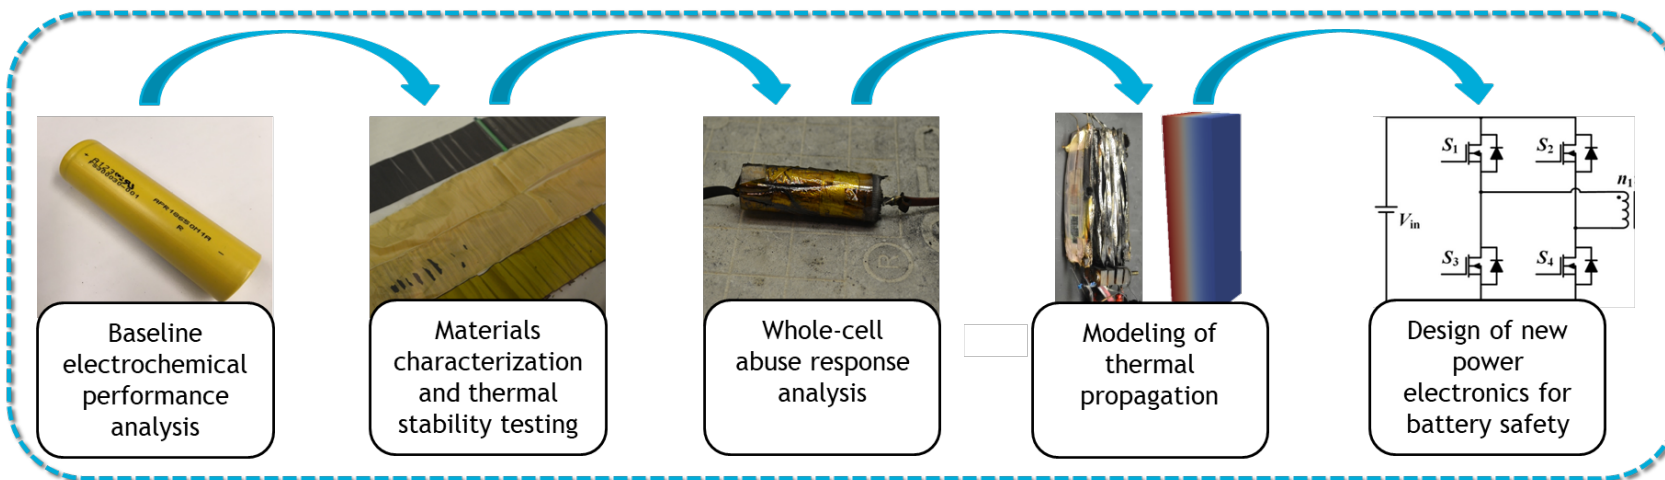 APR18650M1A
R
S1
S2
n1
Vin
S3
S4
Baseline
electrochemical
performance
analysis
Materials
characterization
and thermal
stability testing
Whole-cell
abuse response
analysis
Modeling of
thermal
propagation
Design of new
power
electronics for
battery safety